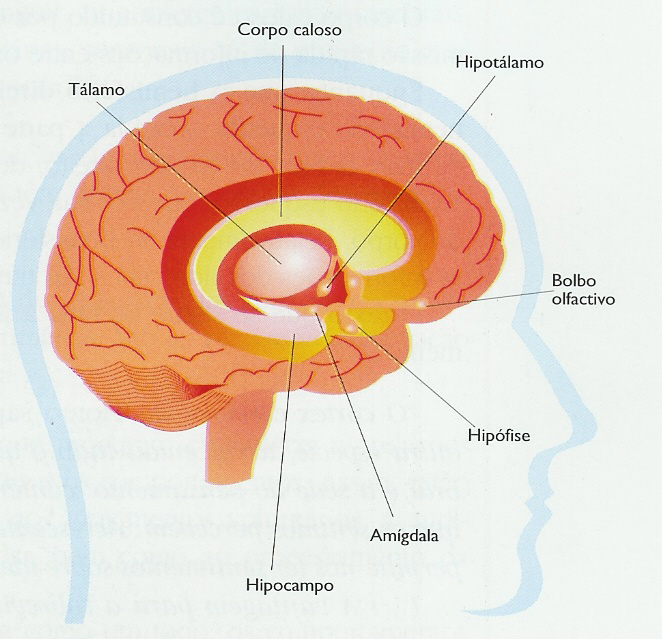 Corpo caloso
Hipotálamo
Tálamo
Bolbo
olfactivo
Hipófise
Amígdala
Hipocampo